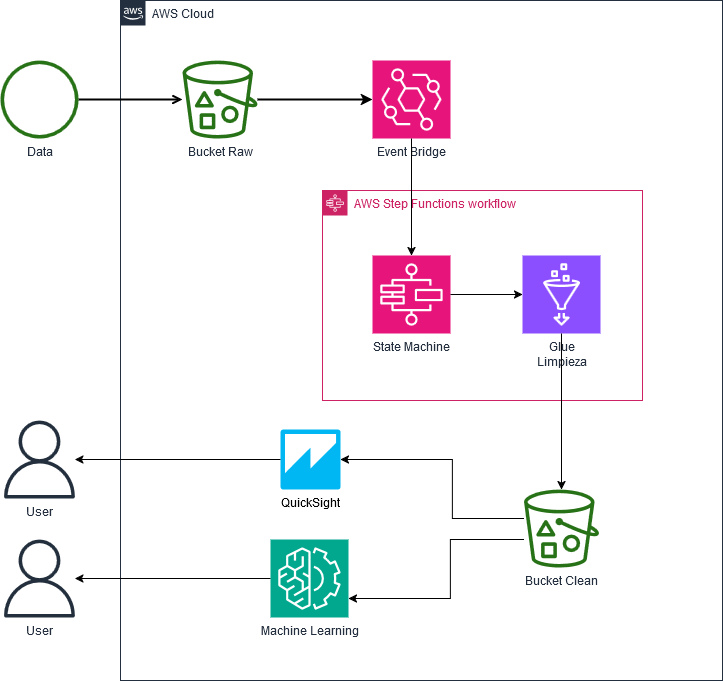 aws
AWS Cloud
Data
Bucket Raw
Event Bridge
AWS Step Functions workflow
State Machine
Glue
Limpieza
QuickSight
User
Bucket Clean
Machine Learning
User